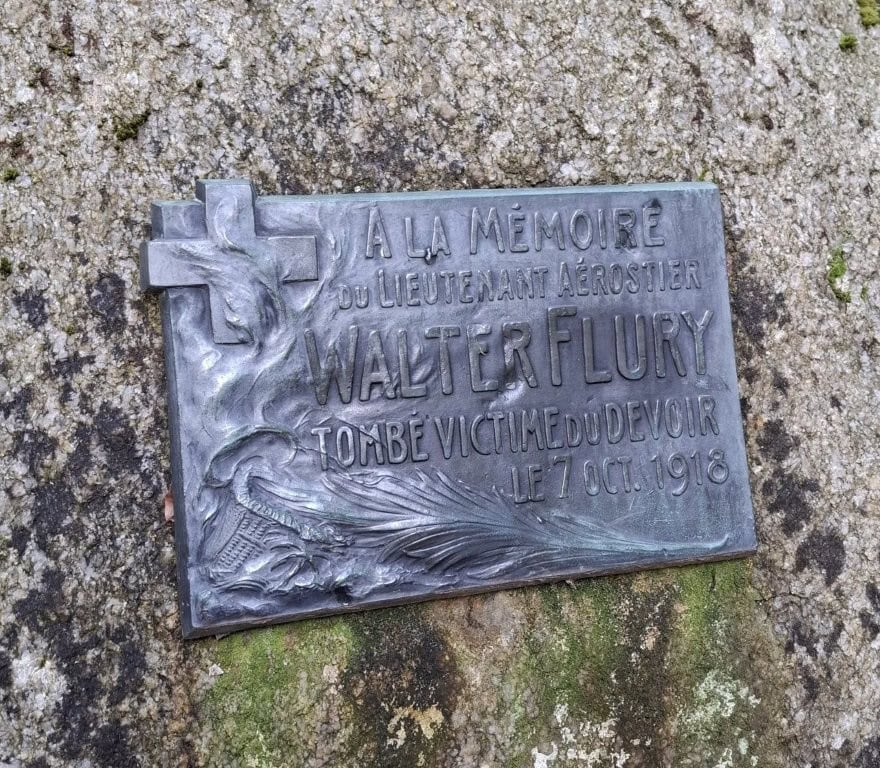 À LA MÉMOIRE
DU LIEUTENANT AÉROSTIER
WALTER FLURY
TOMBÉ VICTIME DU DEVOIR
LE 7 OCT. 1918